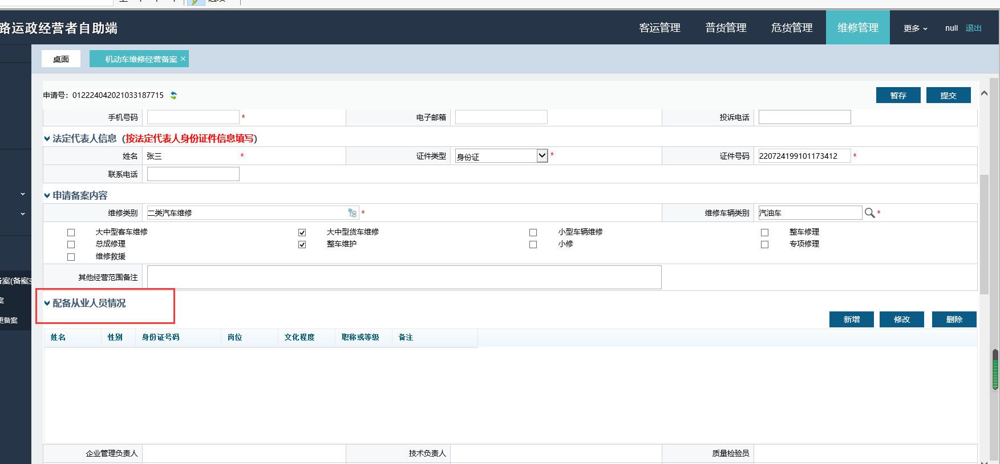 路运政经营者自助端 客运管理 普货管理 危货管理 维修管理 更多 null 退出
桌面 机动车维修经营备案 ×
申请号：012224042021033187715 暂存 提交
手机号码 * 电子邮箱 投诉电话
法定代表人信息（按法定代表人身份证件信息填写）
姓名 张三 * 证件类型 身份证 * 证件号码 220724199101173412 *
联系电话
申请备案内容
维修类别 二类汽车维修 * 维修车辆类别 汽油车 *
大中型客车维修 大中型货车维修 小型车辆维修 整车修理
总成修理 整车维护 小修 专项修理
维修救援
其他经营范围备注
备案(备案变
案
更备案
配备从业人员情况
新增 修改 删除
姓名 性别 身份证号码 岗位 文化程度 职称或等级 备注
企业管理负责人 技术负责人 质量检验员